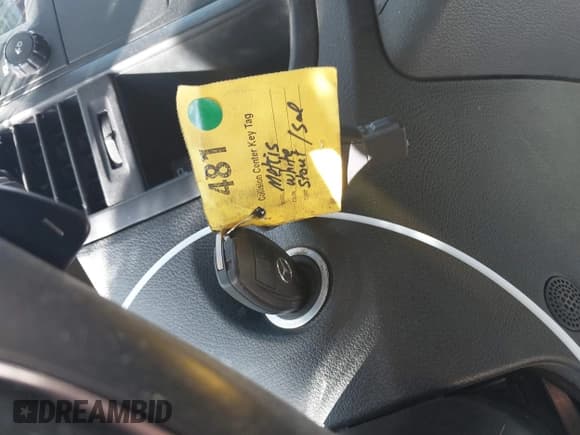 481
Collision Center Key Tag
Metris
white
Stout / Sal
DREAMBID